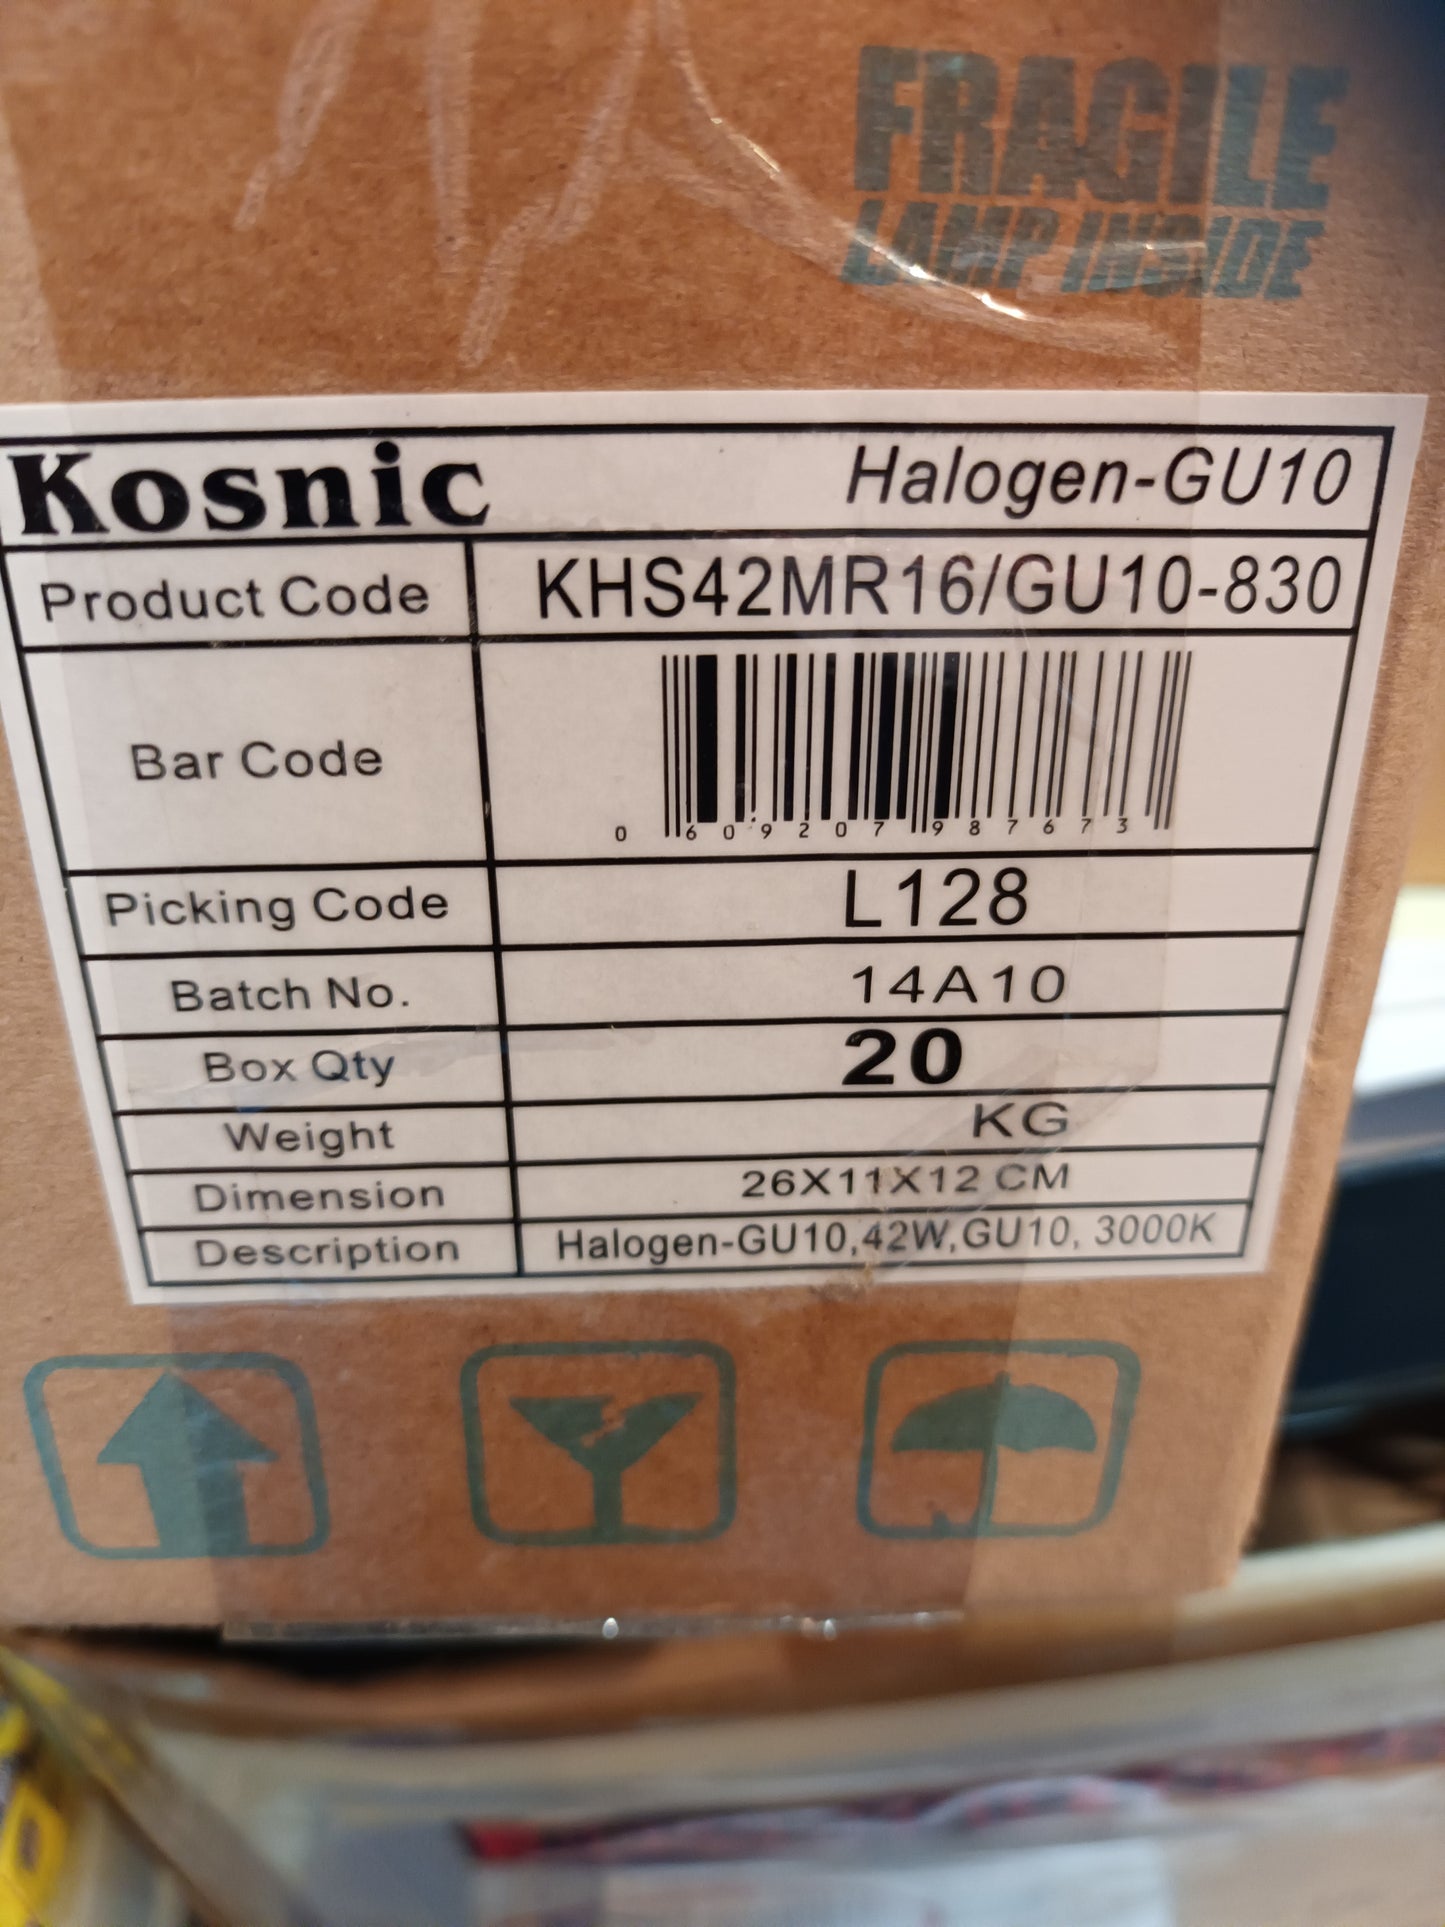 FRAGILE
LAMP INSIDE
Kosnic Halogen-GU10
Product Code KHS42MR16/GU10-830
Bar Code
0 609207 987673
Picking Code L128
Batch No. 14A10
Box Qty 20
Weight KG
Dimension 26X11X12 CM
Description Halogen-GU10,42W,GU10, 3000K